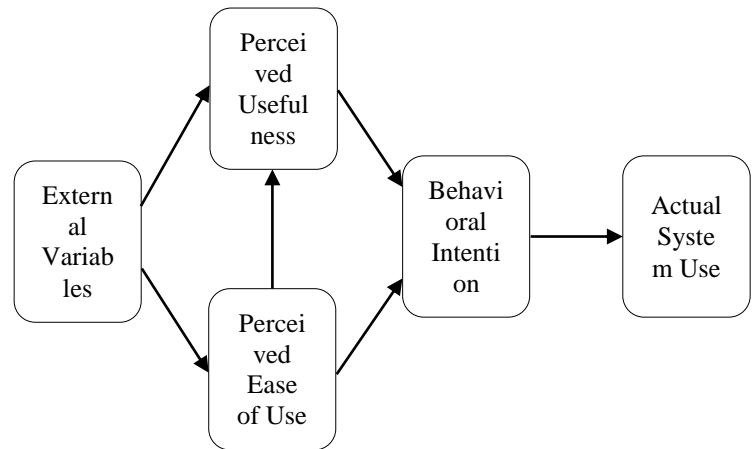 Percei
ved
Useful
ness
Extern
al
Variab
les
Percei
ved
Ease
of Use
Behavi
oral
Intenti
on
Actual
Syste
m Use